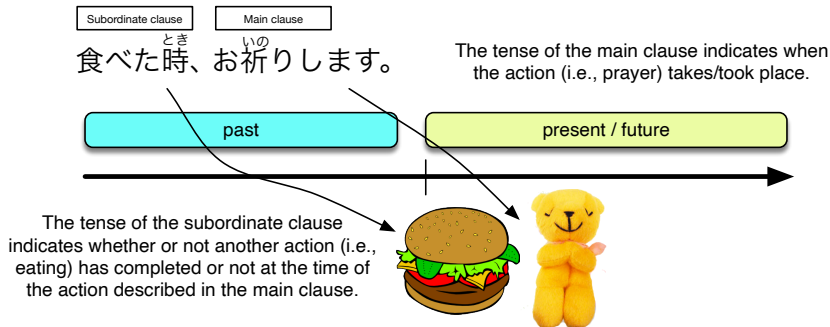 Subordinate clause
Main clause
とき
いの
食べた時、お祈りします。
The tense of the main clause indicates when
the action (i.e., prayer) takes/took place.
past
present / future
The tense of the subordinate clause
indicates whether or not another action (i.e.,
eating) has completed or not at the time of
the action described in the main clause.